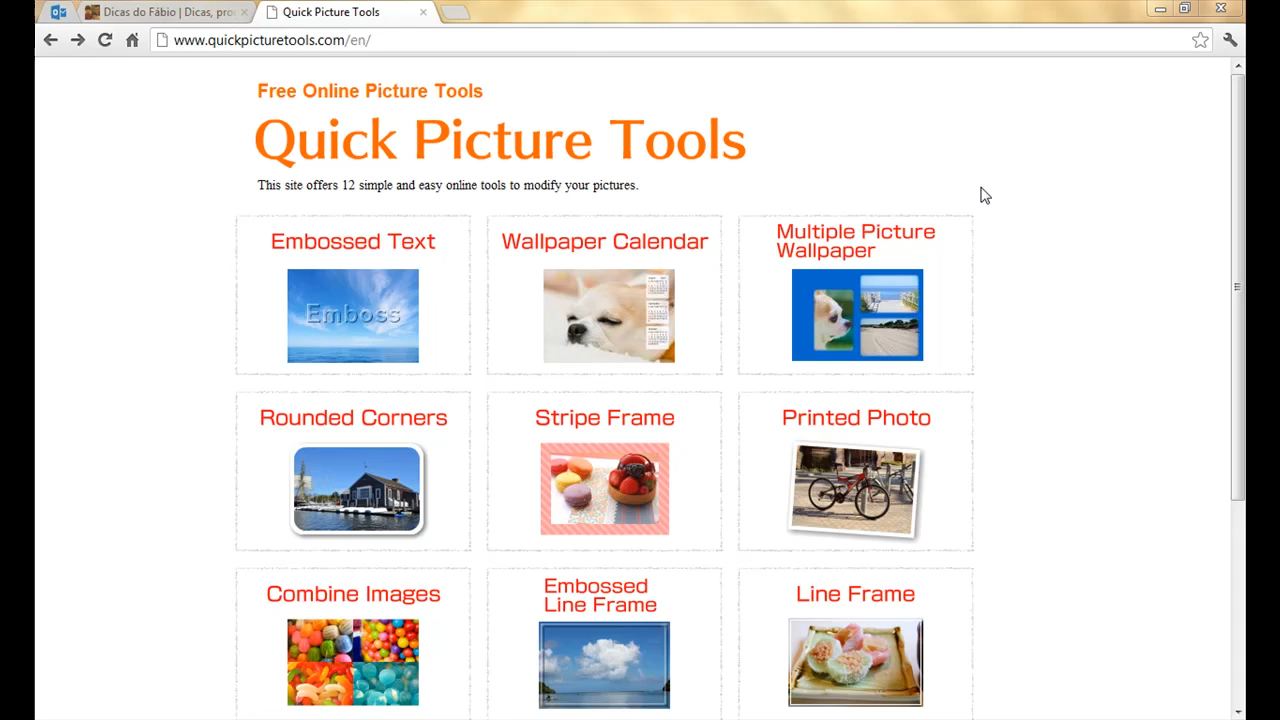 Dicas do Fábio | Dicas, pro
Quick Picture Tools
www.quickpicturetools.com/en/
Free Online Picture Tools
Quick Picture Tools
This site offers 12 simple and easy online tools to modify your pictures.
Embossed Text
Wallpaper Calendar
Multiple Picture
Wallpaper
Emboss
Rounded Corners
Stripe Frame
Printed Photo
Combine Images
Embossed
Line Frame
Line Frame